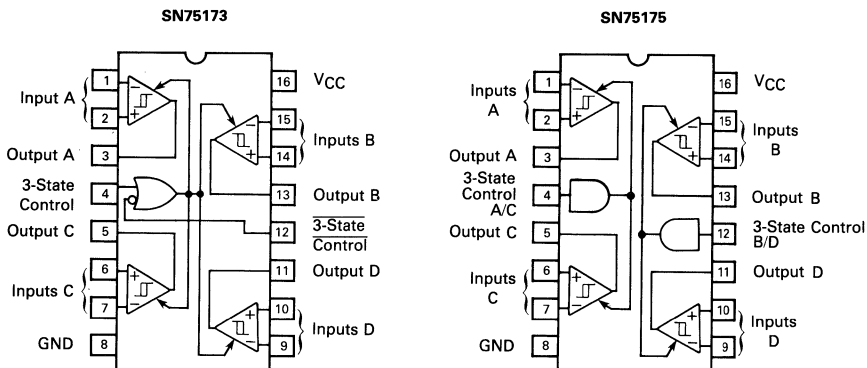 SN75173
Input A
Output A
3-State
Control
Output C
Inputs C
GND
1
2
3
4
5
6
7
8
−
+
+
−
−
+
+
−
16
15
14
13
12
11
10
9
VCC
Inputs B
Output B
3-State
Control
Output D
Inputs D
SN75175
Inputs
A
Output A
3-State
Control
A/C
Output C
Inputs
C
GND
1
2
3
4
5
6
7
8
−
+
+
−
−
+
+
−
16
15
14
13
12
11
10
9
VCC
Inputs
B
Output B
3-State Control
B/D
Output D
Inputs
D